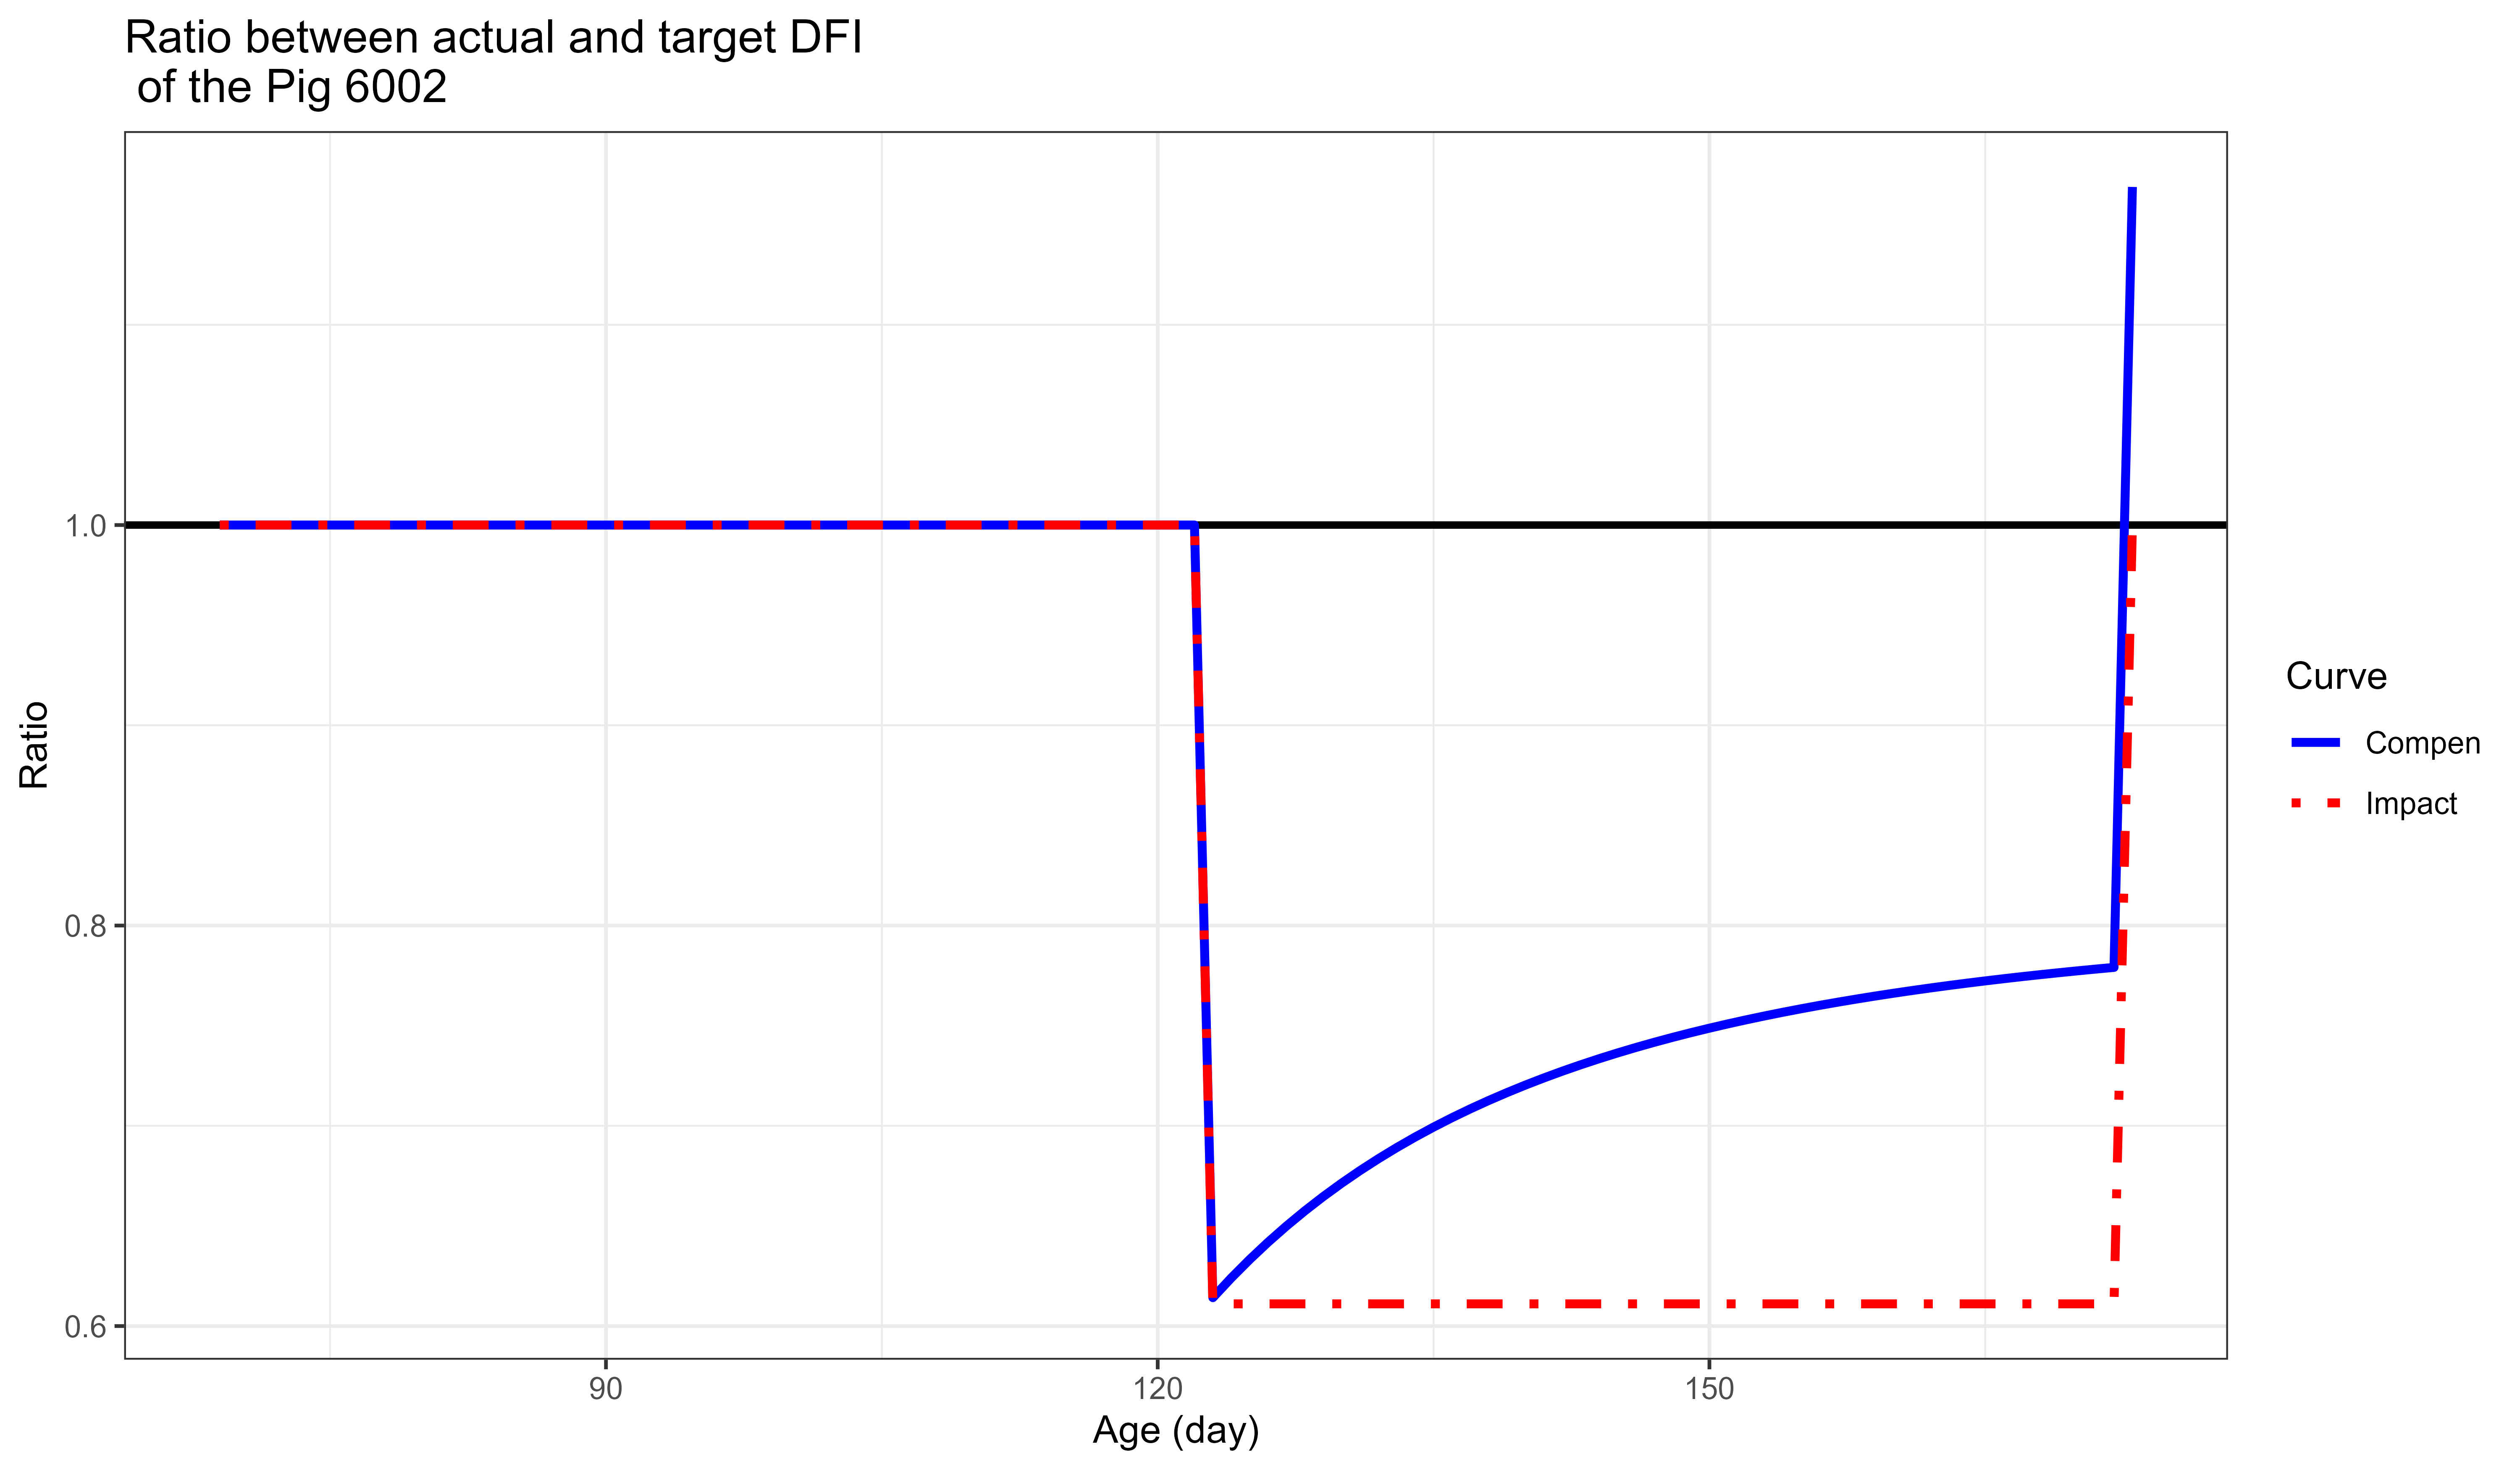 Ratio between actual and target DFI
of the Pig 6002
1.0
0.8
0.6
Ratio
90
120
150
Age (day)
Curve
Compen
Impact